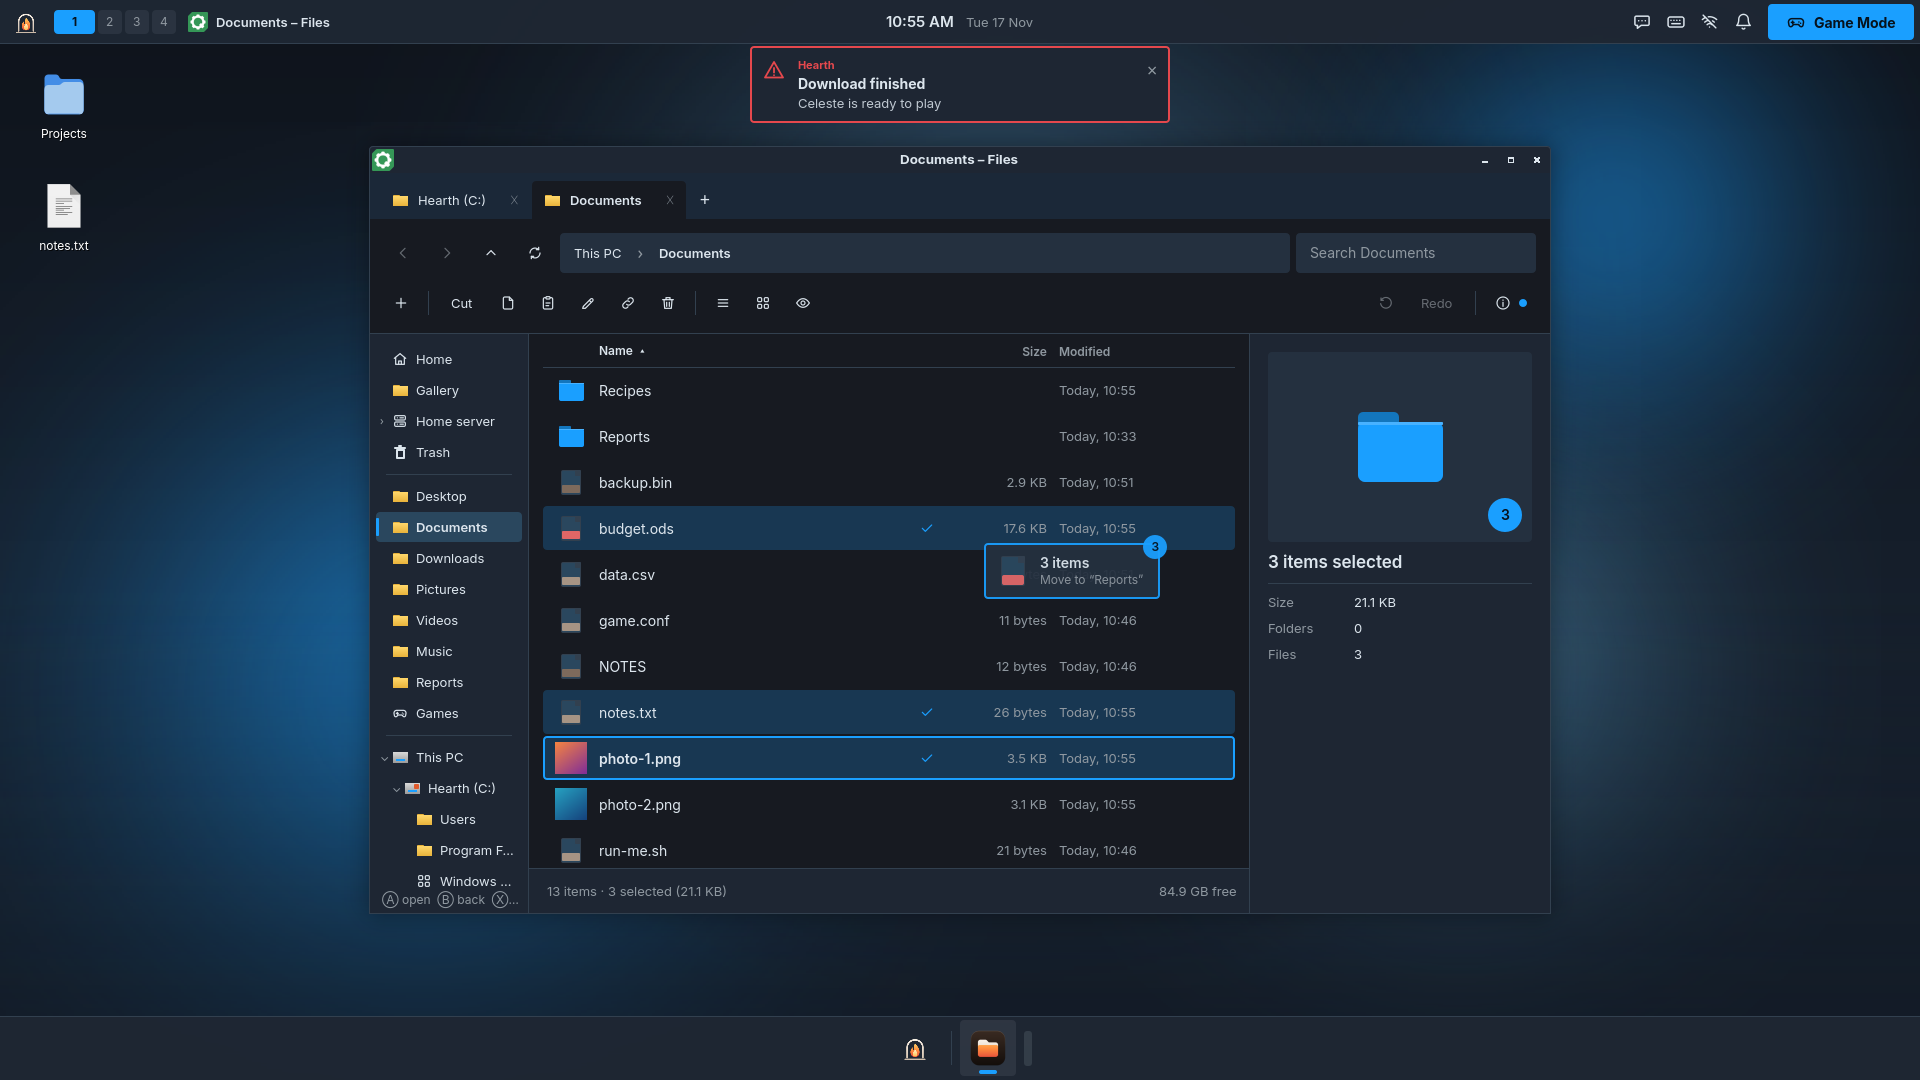 1 2 3 4 Documents – Files 10:55 AM Tue 17 Nov Game Mode
Hearth
Download finished
Celeste is ready to play
Projects
notes.txt
Documents – Files
Hearth (C:) X Documents X +
This PC › Documents Search Documents
Cut Redo
Home
Gallery
Home server
Trash
Desktop
Documents
Downloads
Pictures
Videos
Music
Reports
Games
This PC
Hearth (C:)
Users
Program F...
Windows ...
A open B back X...
Name Size Modified
Recipes Today, 10:55
Reports Today, 10:33
backup.bin 2.9 KB Today, 10:51
budget.ods 17.6 KB Today, 10:55
data.csv
game.conf 11 bytes Today, 10:46
NOTES 12 bytes Today, 10:46
notes.txt 26 bytes Today, 10:55
photo-1.png 3.5 KB Today, 10:55
photo-2.png 3.1 KB Today, 10:55
run-me.sh 21 bytes Today, 10:46
3
3 items
Move to “Reports”
13 items · 3 selected (21.1 KB) 84.9 GB free
3
3 items selected
Size 21.1 KB
Folders 0
Files 3